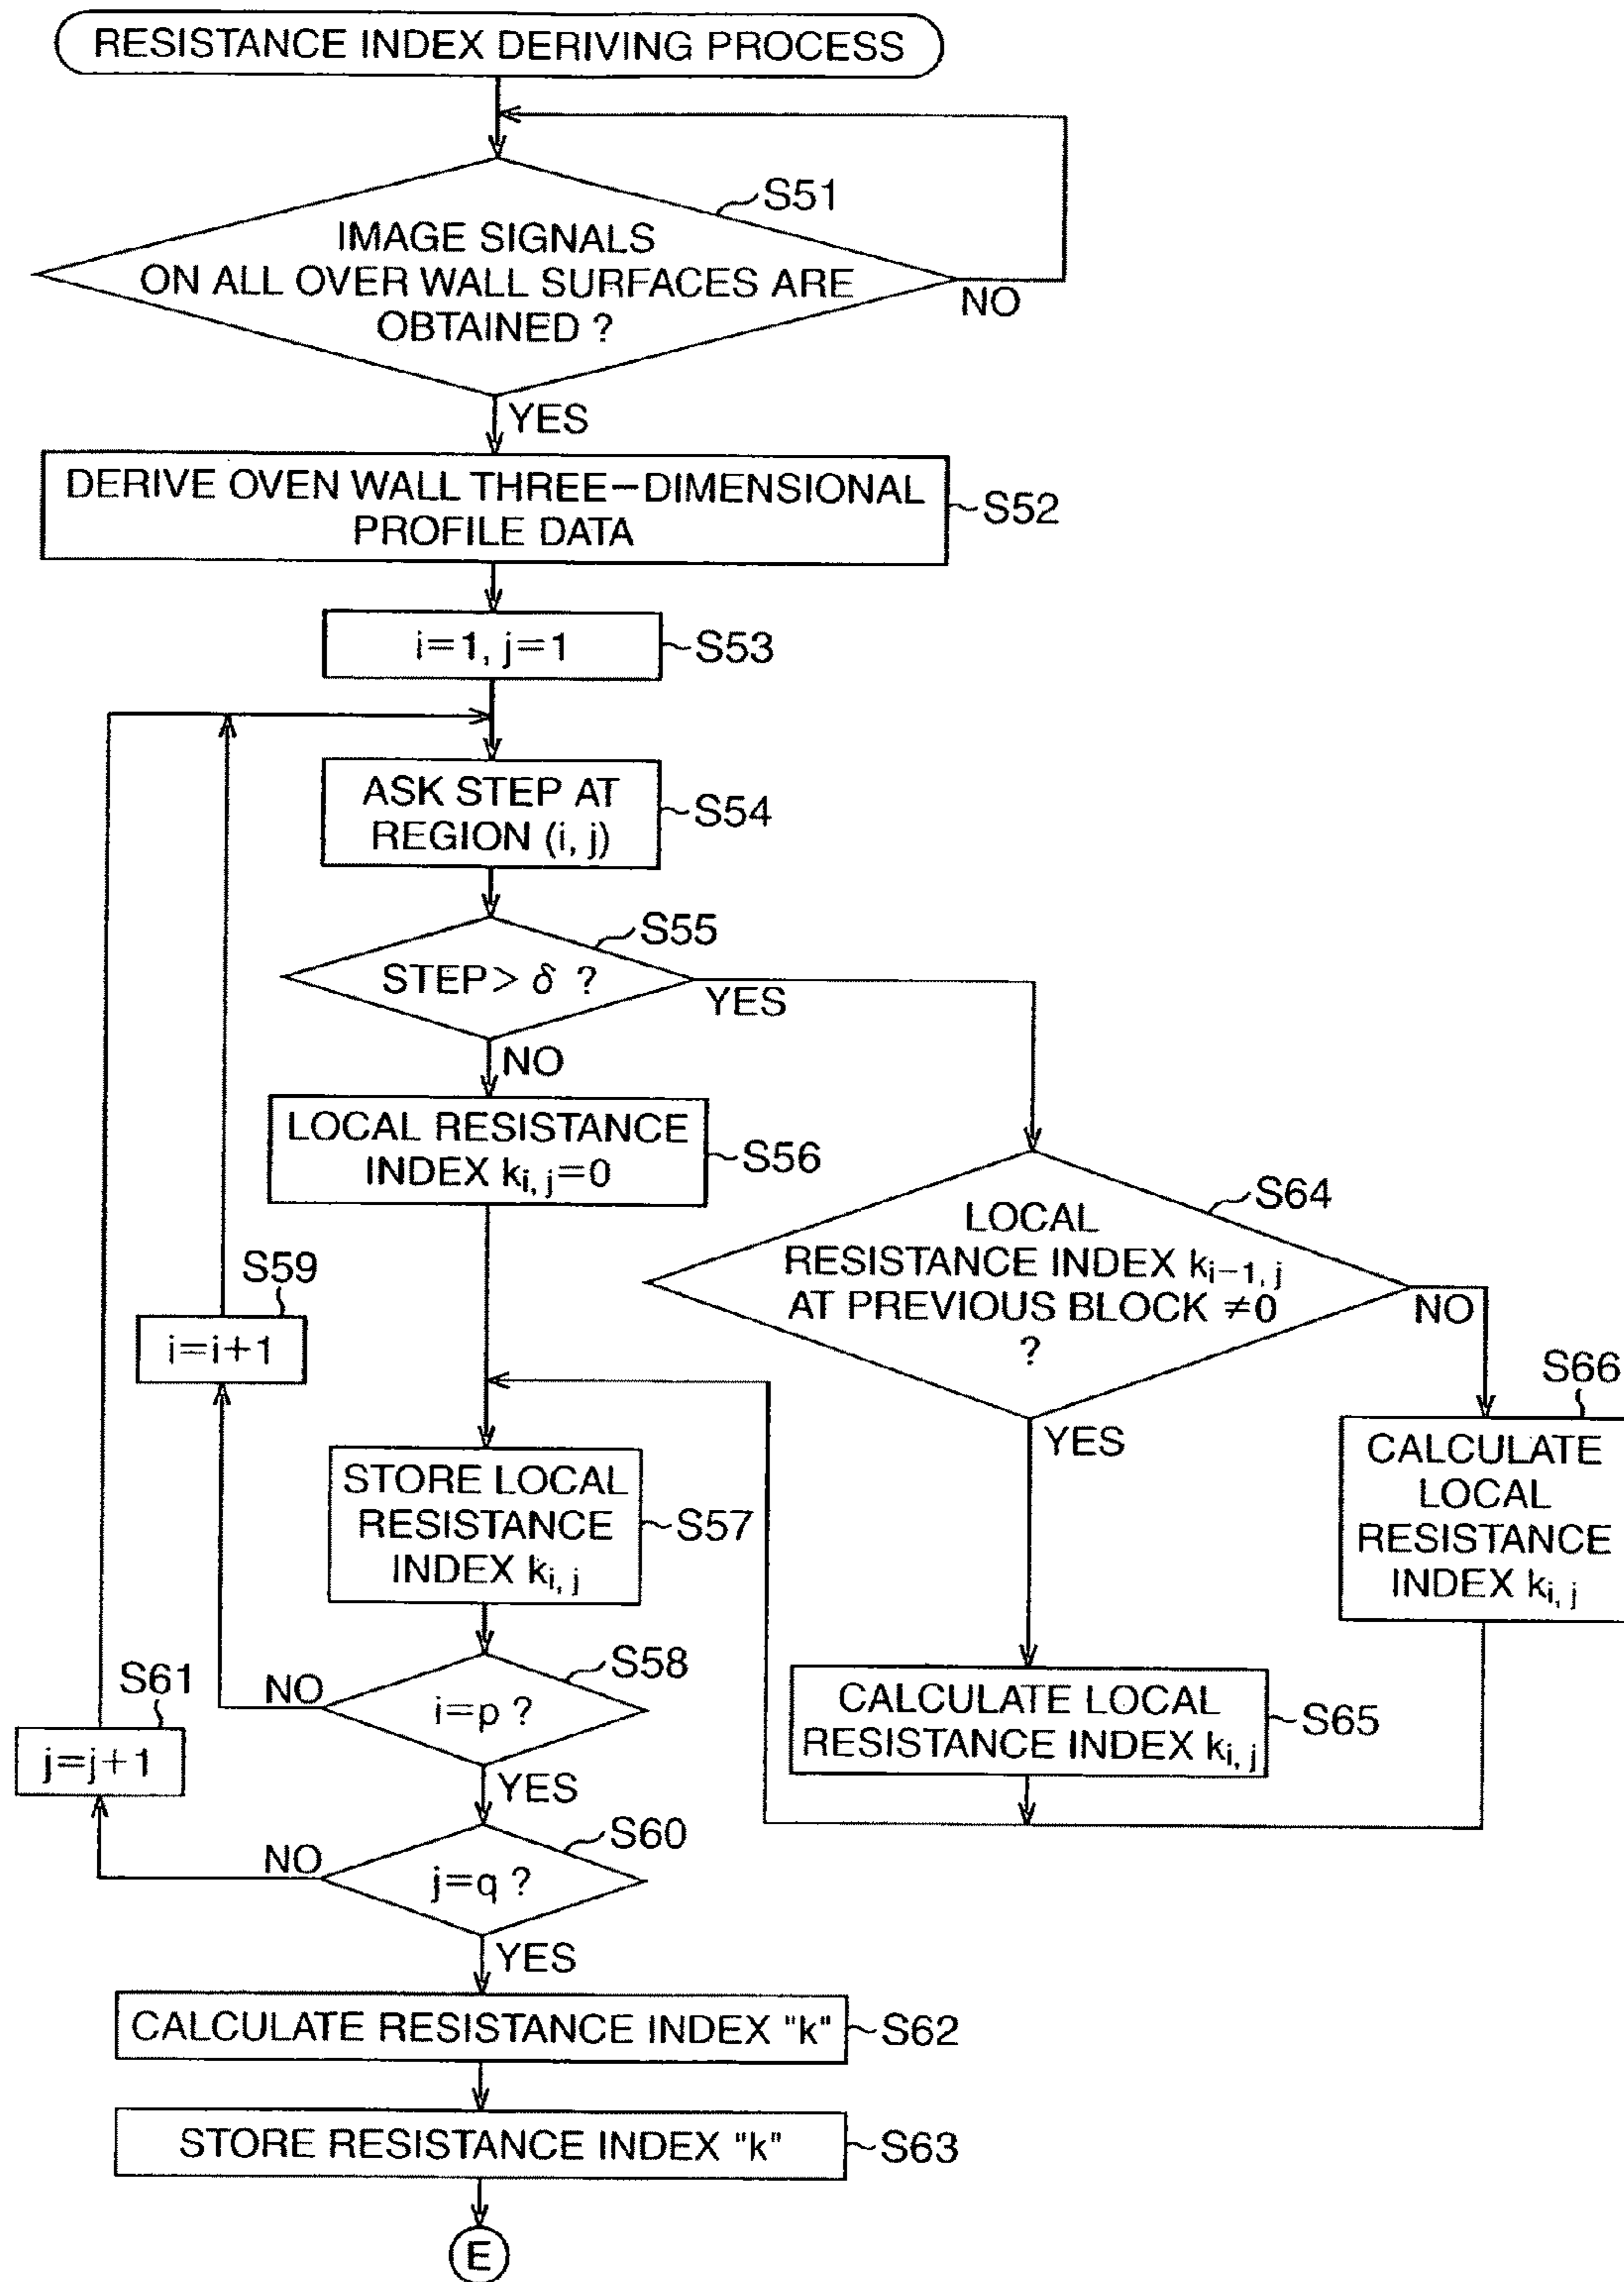 RESISTANCE INDEX DERIVING PROCESS
S51
IMAGE SIGNALS
ON ALL OVER WALL SURFACES ARE
OBTAINED ?
NO
YES
DERIVE OVEN WALL THREE-DIMENSIONAL
PROFILE DATA
S52
i=1, j=1
S53
ASK STEP AT
REGION (i, j)
S54
S55
STEP> δ ?
YES
NO
LOCAL RESISTANCE
INDEX ki, j=0
S56
S64
LOCAL
RESISTANCE INDEX ki−1, j
AT PREVIOUS BLOCK ≠0
?
NO
YES
S59
i=i+1
S66
CALCULATE
LOCAL
RESISTANCE
INDEX ki, j
STORE LOCAL
RESISTANCE
INDEX ki, j
S57
S58
i=p ?
NO
YES
S61
j=j+1
CALCULATE LOCAL
RESISTANCE INDEX ki, j
S65
S60
j=q ?
NO
YES
CALCULATE RESISTANCE INDEX "k"
S62
STORE RESISTANCE INDEX "k"
S63
E